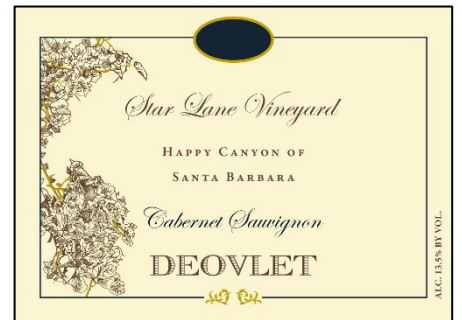 Star Lane Vineyard
HAPPY CANYON OF
SANTA BARBARA
Cabernet Sauvignon
DEOVLET
ALC. 13.5% BY VOL.